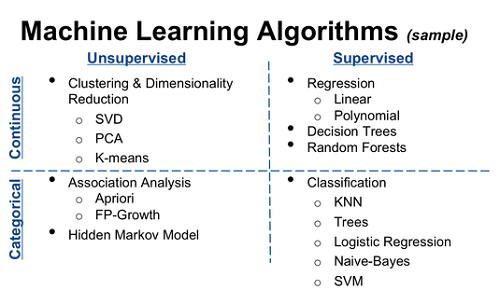 Machine Learning Algorithms (sample)
Unsupervised
Supervised
Continuous
• Clustering & Dimensionality
Reduction
o SVD
o PCA
o K-means
• Regression
o Linear
o Polynomial
• Decision Trees
• Random Forests
Categorical
• Association Analysis
o Apriori
o FP-Growth
• Hidden Markov Model
• Classification
o KNN
o Trees
o Logistic Regression
o Naive-Bayes
o SVM